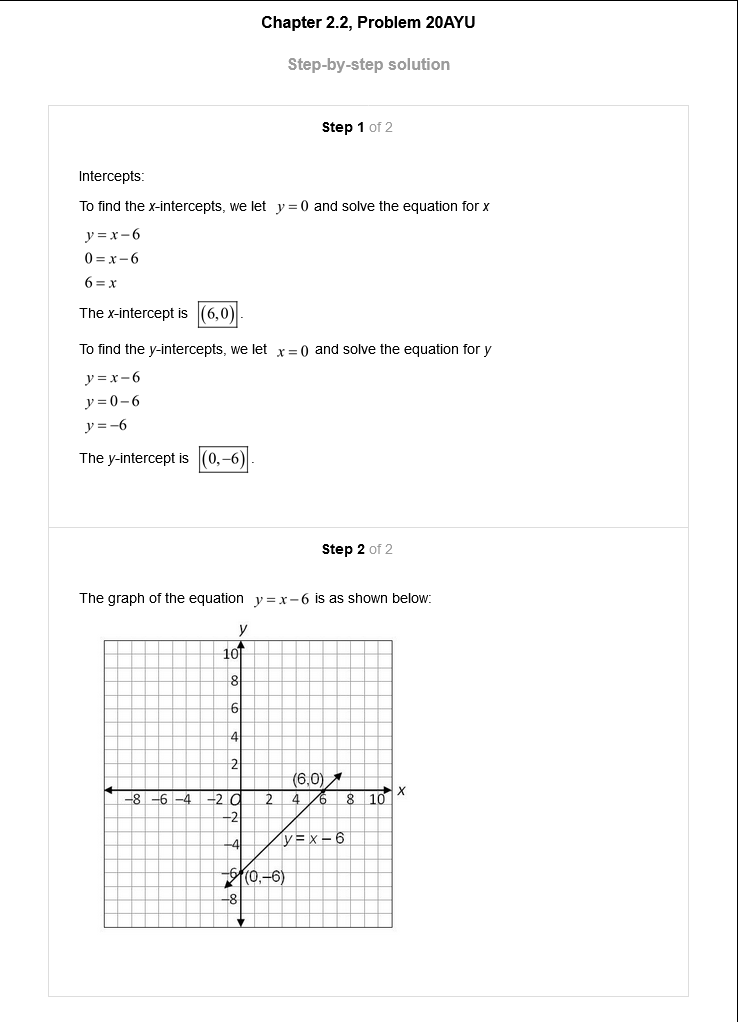 Chapter 2.2, Problem 20AYU
Step-by-step solution
Step 1 of 2
Intercepts:
To find the x-intercepts, we let y = 0 and solve the equation for x
y = x − 6
0 = x − 6
6 = x
The x-intercept is (6,0).
To find the y-intercepts, we let x = 0 and solve the equation for y
y = x − 6
y = 0 − 6
y = −6
The y-intercept is (0,−6).
Step 2 of 2
The graph of the equation y = x − 6 is as shown below:
y
10
8
6
4
2
(6,0)
x
−8 −6 −4 −2 O 2 4 6 8 10
−2
−4
y = x − 6
−6 (0,−6)
−8